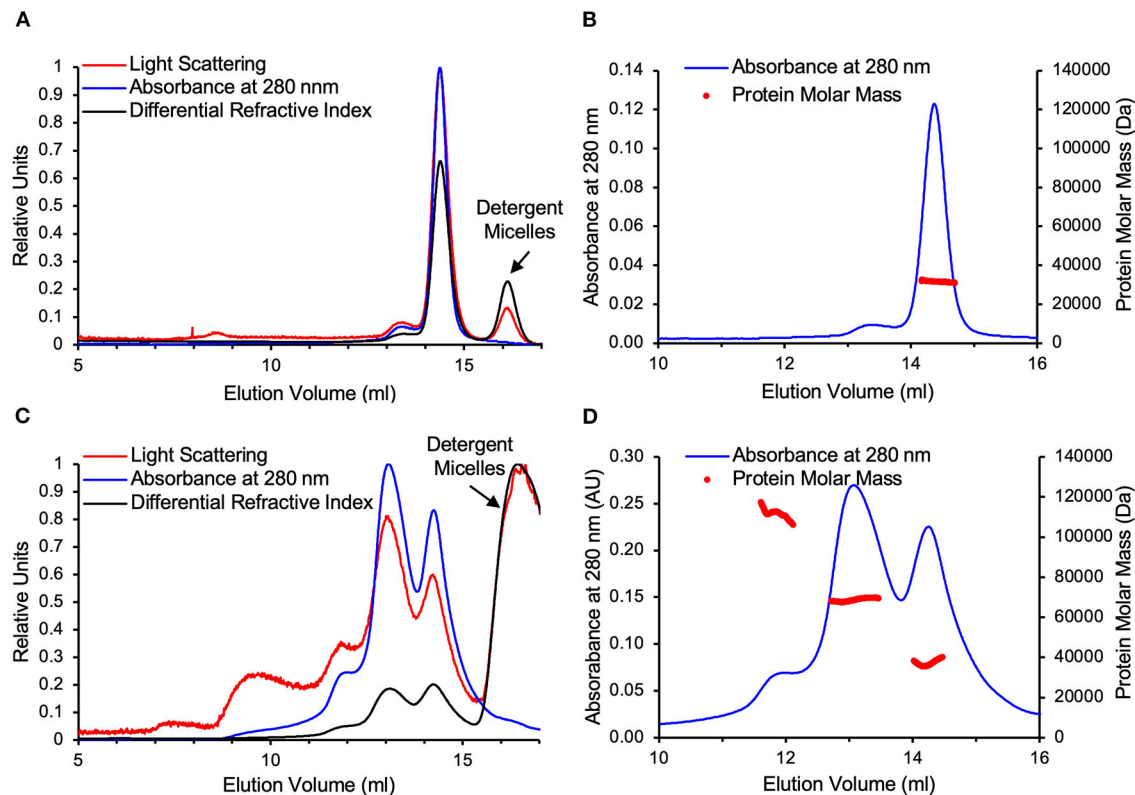 A
Light Scattering
Absorbance at 280 nnm
Differential Refractive Index
Detergent
Micelles
Relative Units
1
0.9
0.8
0.7
0.6
0.5
0.4
0.3
0.2
0.1
0
5
10
15
Elution Volume (ml)
B
Absorbance at 280 nm
Protein Molar Mass
Absorbance at 280 nm
0.14
0.12
0.10
0.08
0.06
0.04
0.02
0.00
140000
120000
100000
80000
60000
40000
20000
0
Protein Molar Mass (Da)
10
12
14
16
Elution Volume (ml)
C
Light Scattering
Absorbance at 280 nm
Differential Refractive Index
Detergent
Micelles
Relative Units
1
0.9
0.8
0.7
0.6
0.5
0.4
0.3
0.2
0.1
0
5
10
15
Elution Volume (ml)
D
Absorbance at 280 nm
Protein Molar Mass
Absorabance at 280 nm (AU)
0.30
0.25
0.20
0.15
0.10
0.05
0.00
140000
120000
100000
80000
60000
40000
20000
0
Protein Molar Mass (Da)
10
12
14
16
Elution Volume (ml)